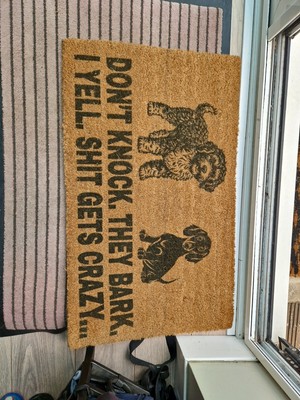 DON'T KNOCK. THEY BARK.
I YELL. SHIT GETS CRAZY...